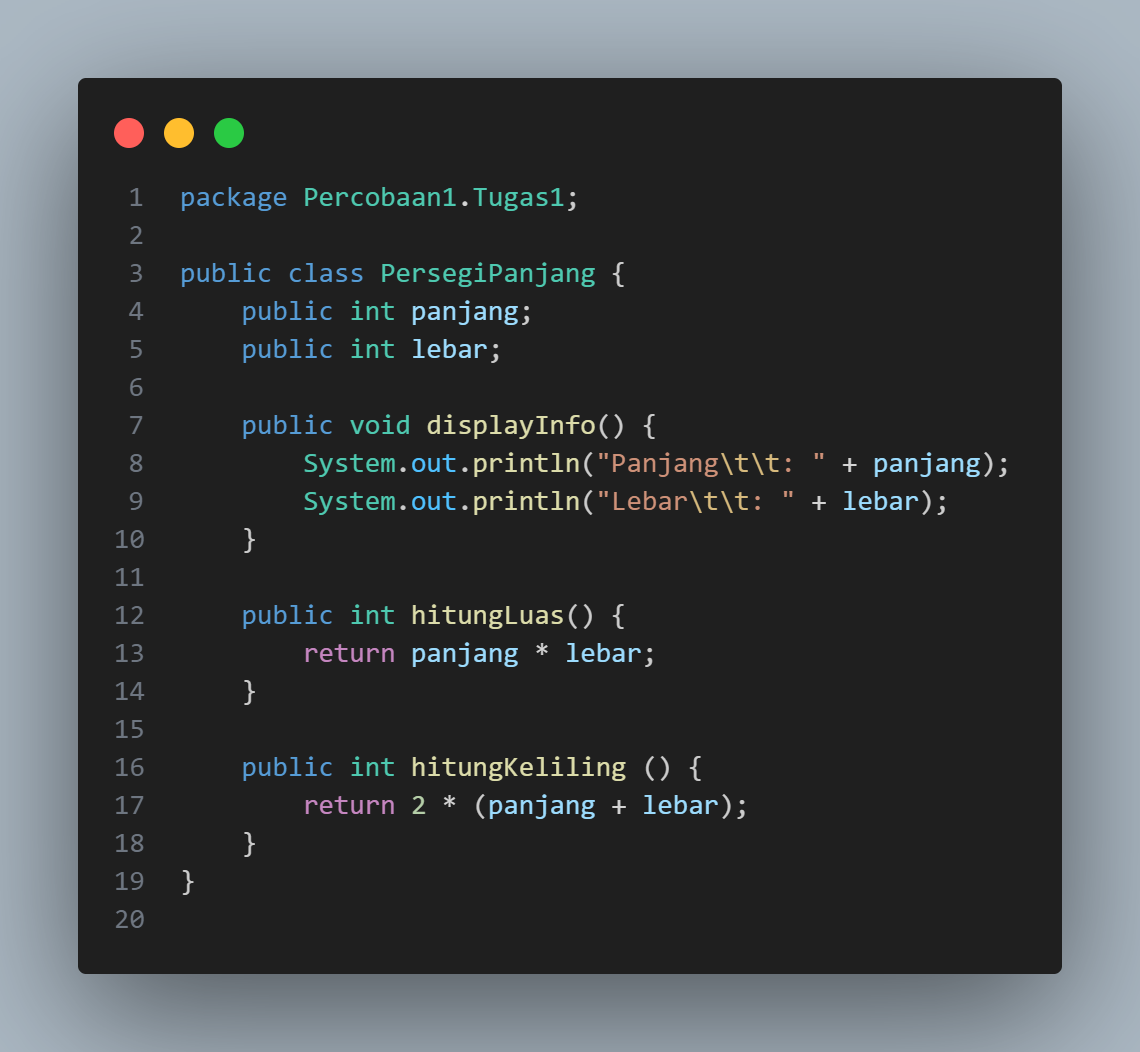 1 package Percobaan1.Tugas1;
2
3 public class PersegiPanjang {
4     public int panjang;
5     public int lebar;
6
7     public void displayInfo() {
8         System.out.println("Panjang\t\t: " + panjang);
9         System.out.println("Lebar\t\t: " + lebar);
10     }
11
12     public int hitungLuas() {
13         return panjang * lebar;
14     }
15
16     public int hitungKeliling () {
17         return 2 * (panjang + lebar);
18     }
19 }
20